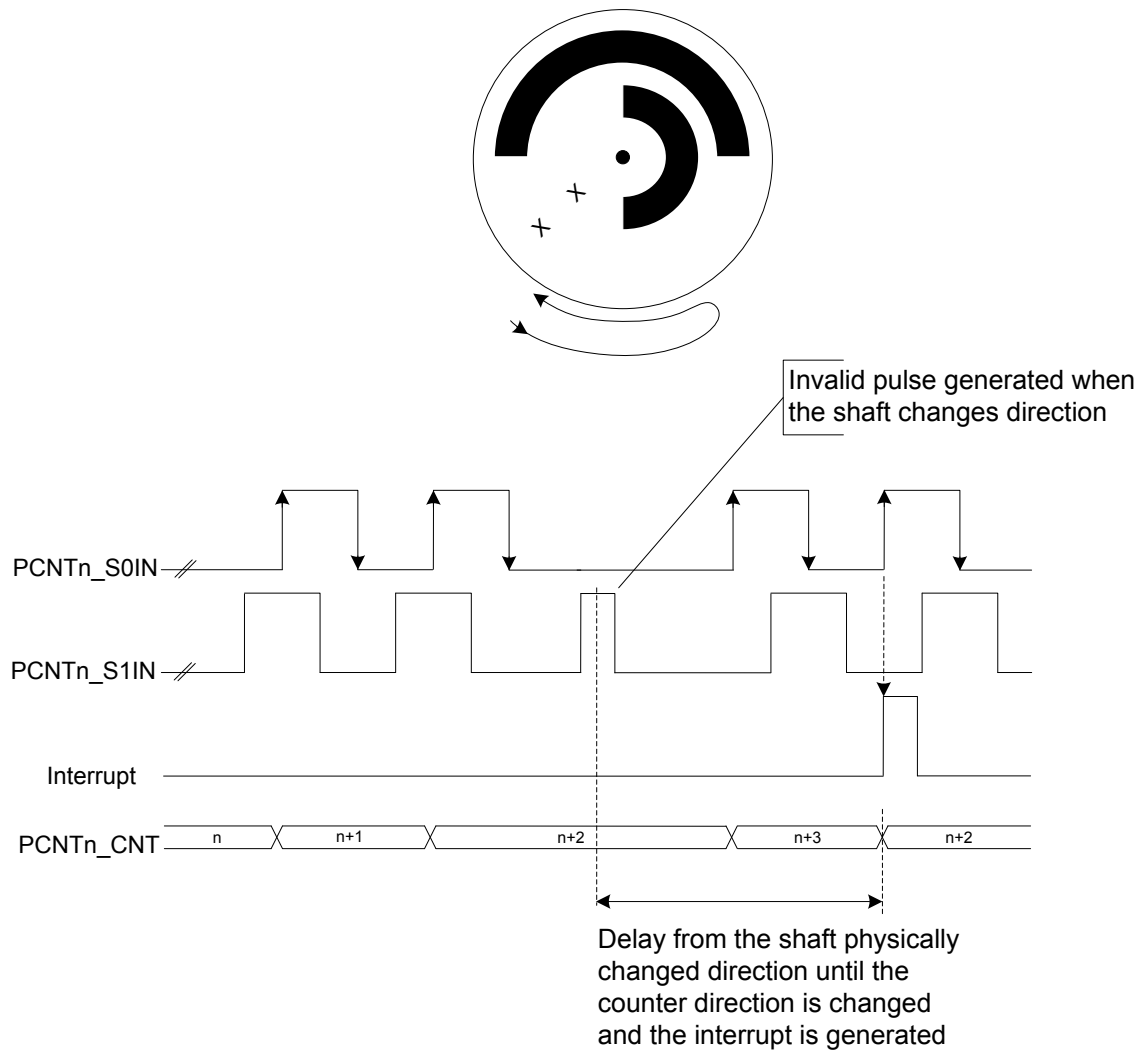 X
X
Invalid pulse generated when
the shaft changes direction
PCNTn_S0IN
PCNTn_S1IN
Interrupt
PCNTn_CNT
n
n+1
n+2
n+3
n+2
Delay from the shaft physically
changed direction until the
counter direction is changed
and the interrupt is generated